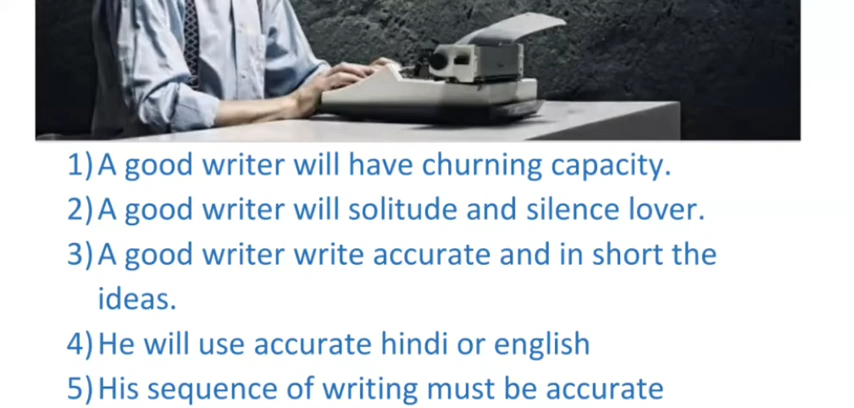 1) A good writer will have churning capacity.
2) A good writer will solitude and silence lover.
3) A good writer write accurate and in short the
ideas.
4) He will use accurate hindi or english
5) His sequence of writing must be accurate